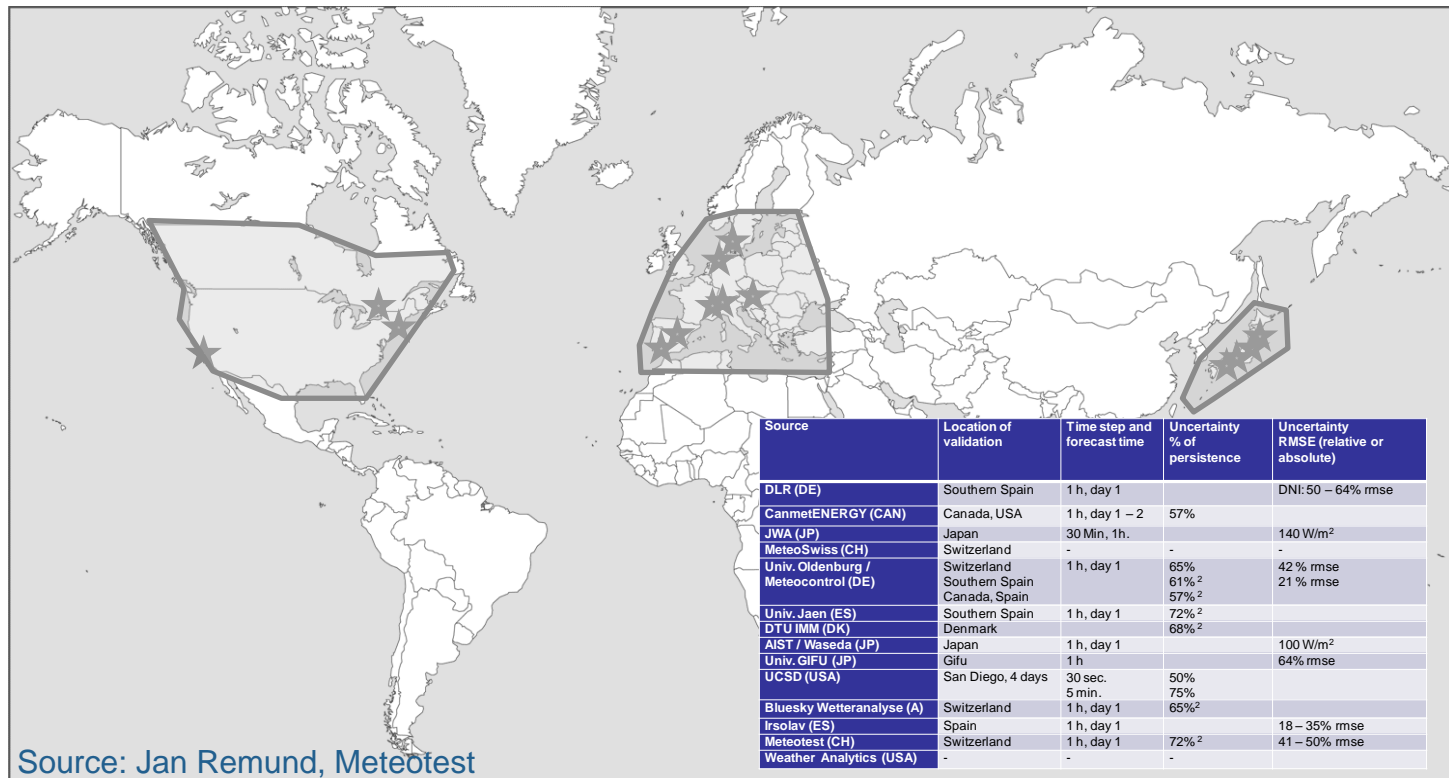 Source Location of validation Time step and forecast time Uncertainty % of persistence Uncertainty RMSE (relative or absolute)
DLR (DE) Southern Spain 1 h, day 1 DNI: 50 – 64% rmse
CanmetENERGY (CAN) Canada, USA 1 h, day 1 – 2 57%
JWA (JP) Japan 30 Min, 1h. 140 W/m²
MeteoSwiss (CH) Switzerland - - -
Univ. Oldenburg / Switzerland 1 h, day 1 65% 42 % rmse
Meteocontrol (DE) Southern Spain 61% ² 21 % rmse
Canada, Spain 57% ²
Univ. Jaen (ES) Southern Spain 1 h, day 1 72% ²
DTU IMM (DK) Denmark 68% ²
AIST / Waseda (JP) Japan 1 h, day 1 100 W/m²
Univ. GIFU (JP) Gifu 1 h 64% rmse
UCSD (USA) San Diego, 4 days 30 sec. 50%
5 min. 75%
Bluesky Wetteranalyse (A) Switzerland 1 h, day 1 65%²
Irsolav (ES) Spain 1 h, day 1 18 – 35% rmse
Meteotest (CH) Switzerland 1 h, day 1 72% ² 41 – 50% rmse
Weather Analytics (USA) - - - -
Source: Jan Remund, Meteotest